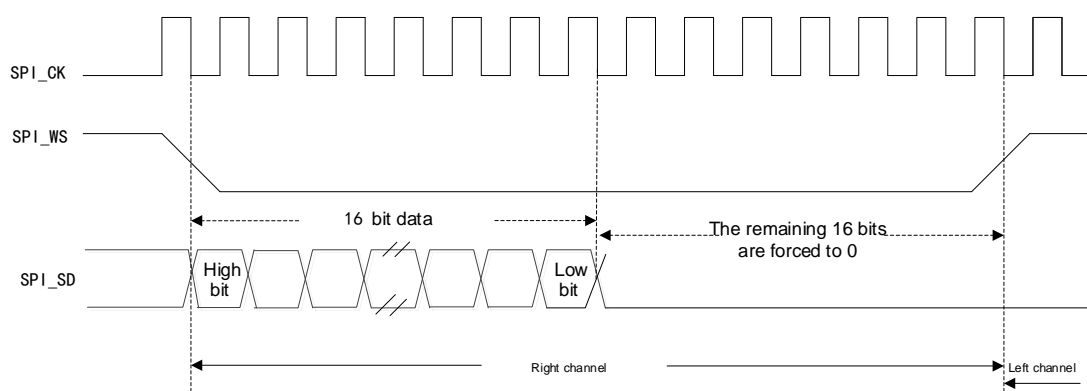 SPI_CK
SPI_WS
16 bit data
The remaining 16 bits
are forced to 0
SPI_SD
High
bit
Low
bit
Right channel
Left channel